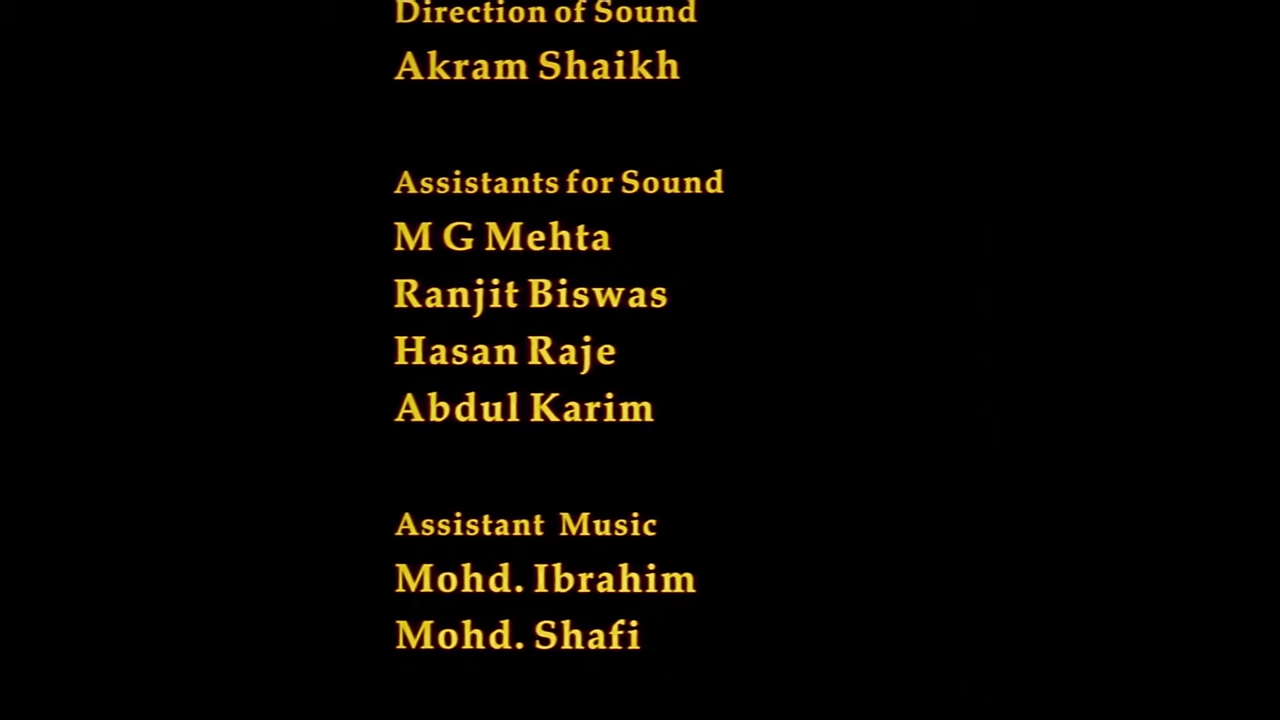 Direction of Sound
Akram Shaikh
Assistants for Sound
M G Mehta
Ranjit Biswas
Hasan Raje
Abdul Karim
Assistant Music
Mohd. Ibrahim
Mohd. Shafi